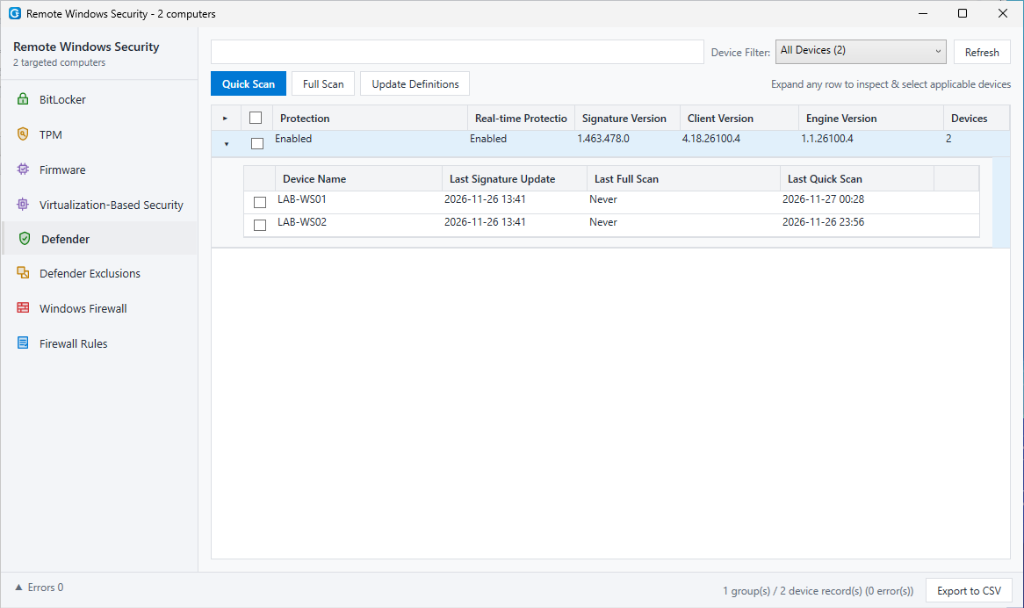 Remote Windows Security - 2 computers
Remote Windows Security
2 targeted computers
BitLocker
TPM
Firmware
Virtualization-Based Security
Defender
Defender Exclusions
Windows Firewall
Firewall Rules
Device Filter: All Devices (2) Refresh
Quick Scan Full Scan Update Definitions Expand any row to inspect & select applicable devices
Protection Real-time Protectio Signature Version Client Version Engine Version Devices
Enabled Enabled 1.463.478.0 4.18.26100.4 1.1.26100.4 2
Device Name Last Signature Update Last Full Scan Last Quick Scan
LAB-WS01 2026-11-26 13:41 Never 2026-11-27 00:28
LAB-WS02 2026-11-26 13:41 Never 2026-11-26 23:56
Errors 0 1 group(s) / 2 device record(s) (0 error(s)) Export to CSV